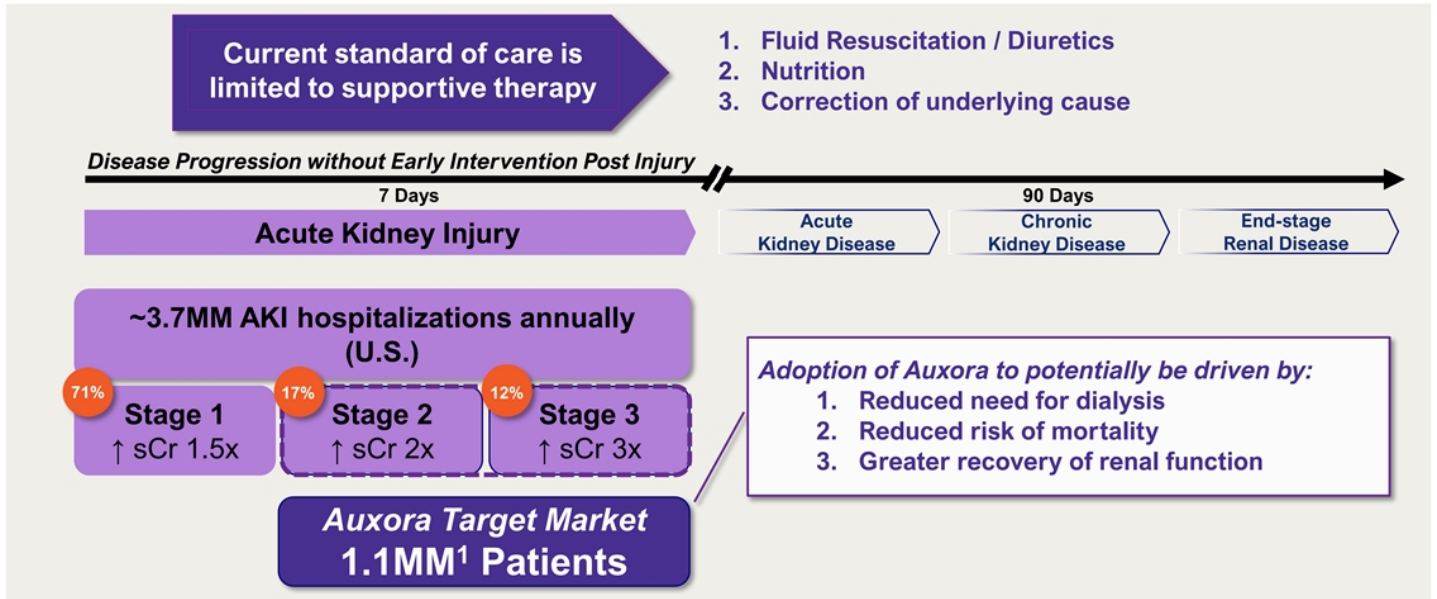 Current standard of care is
limited to supportive therapy
1. Fluid Resuscitation / Diuretics
2. Nutrition
3. Correction of underlying cause
Disease Progression without Early Intervention Post Injury
7 Days
90 Days
Acute Kidney Injury
Acute
Kidney Disease
Chronic
Kidney Disease
End-stage
Renal Disease
~3.7MM AKI hospitalizations annually
(U.S.)
71%
Stage 1
↑ sCr 1.5x
17%
Stage 2
↑ sCr 2x
12%
Stage 3
↑ sCr 3x
Auxora Target Market
1.1MM¹ Patients
Adoption of Auxora to potentially be driven by:
1. Reduced need for dialysis
2. Reduced risk of mortality
3. Greater recovery of renal function